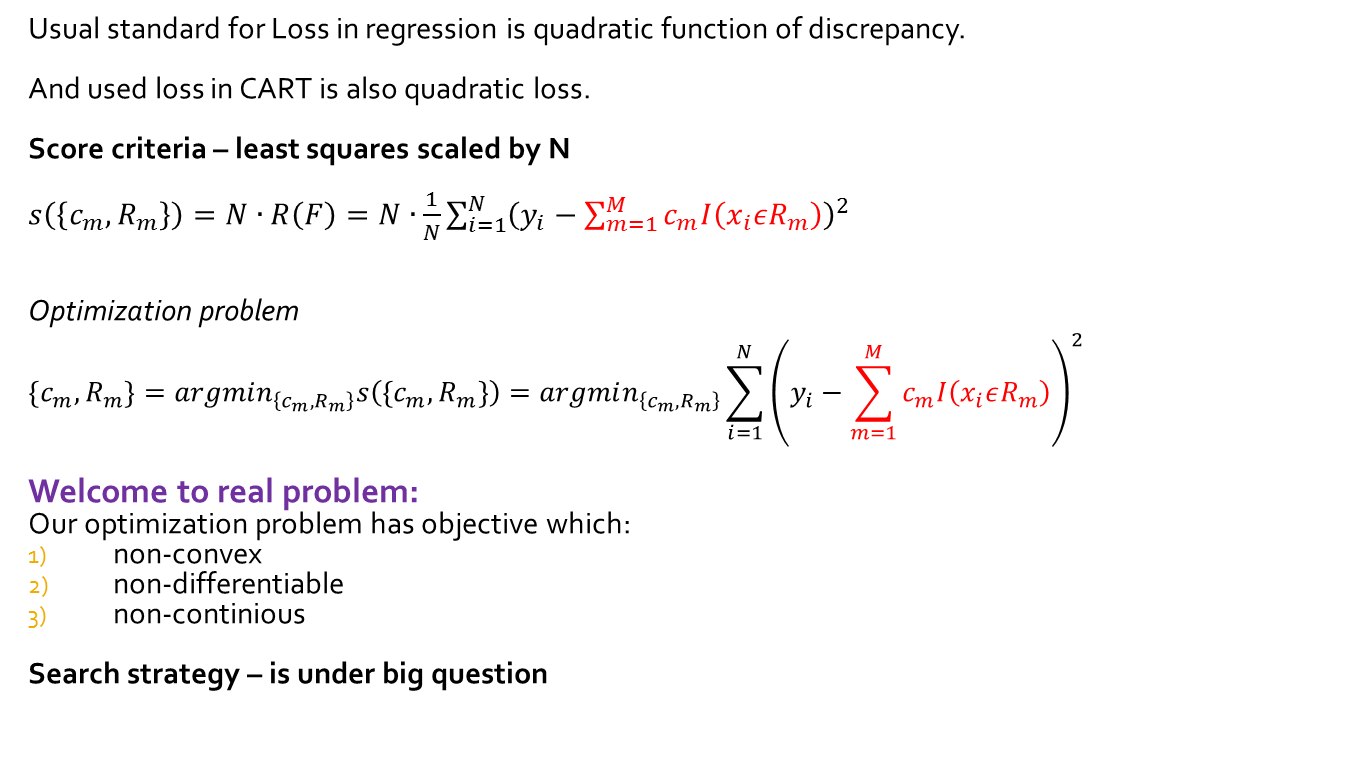 Usual standard for Loss in regression is quadratic function of discrepancy.
And used loss in CART is also quadratic loss.
Score criteria – least squares scaled by N
s({c_m, R_m}) = N · R(F) = N · \frac{1}{N} ∑_{i=1}^{N}(y_i − ∑_{m=1}^{M} c_m I(x_i ϵ R_m))^2
Optimization problem
{c_m, R_m} = argmin_{{c_m,R_m}} s({c_m, R_m}) = argmin_{{c_m,R_m}} ∑_{i=1}^{N} (y_i − ∑_{m=1}^{M} c_m I(x_i ϵ R_m))^2
Welcome to real problem:
Our optimization problem has objective which:
1) non-convex
2) non-differentiable
3) non-continious
Search strategy – is under big question